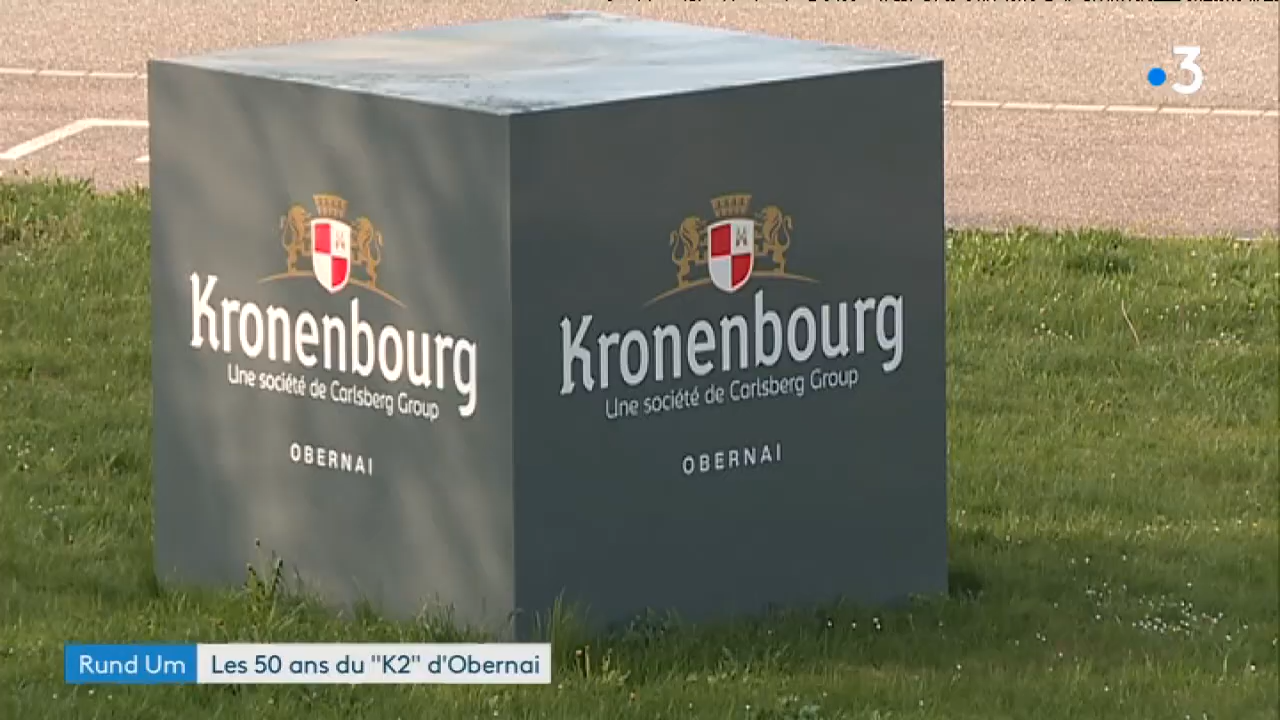 3
Kronenbourg
Une société de Carlsberg Group
OBERNAI
Kronenbourg
Une société de Carlsberg Group
OBERNAI
Rund Um
Les 50 ans du "K2" d'Obernai